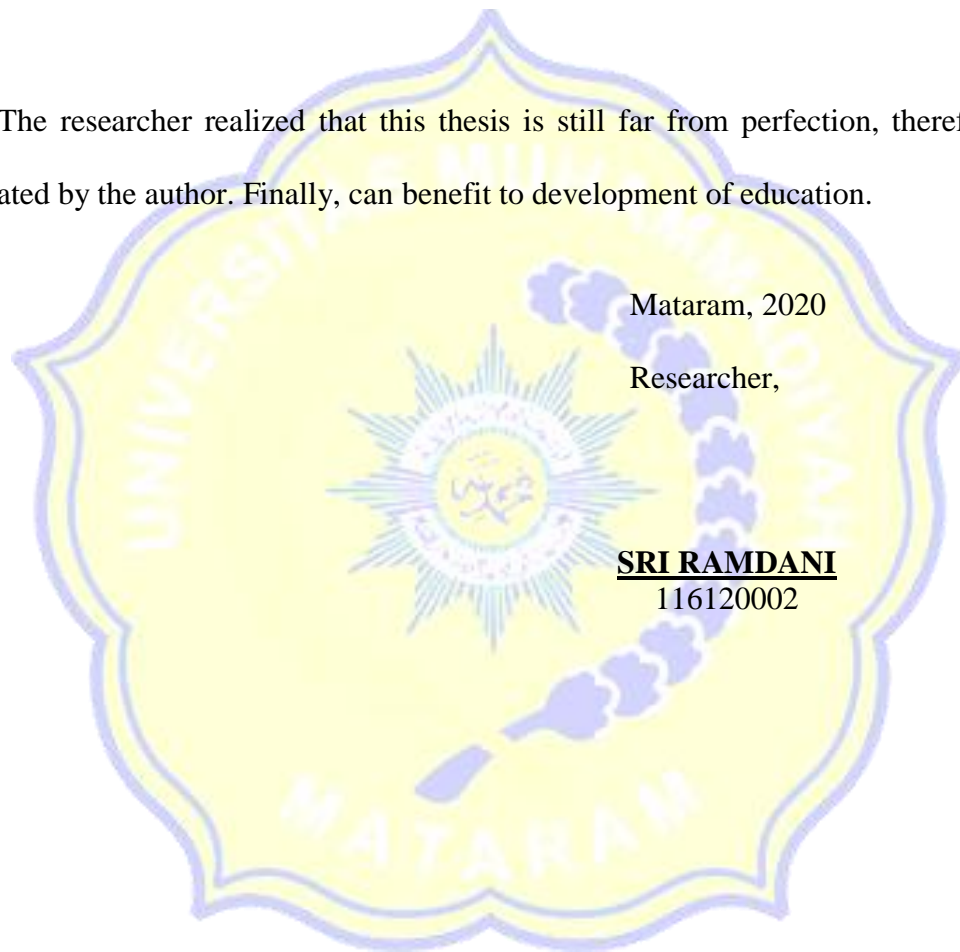 The researcher realized that this thesis is still far from perfection, theref
ated by the author. Finally, can benefit to development of education.
Mataram, 2020
Researcher,
SRI RAMDANI
116120002
UNIVERSITAS MUHAMMADIYAH
MATARAM